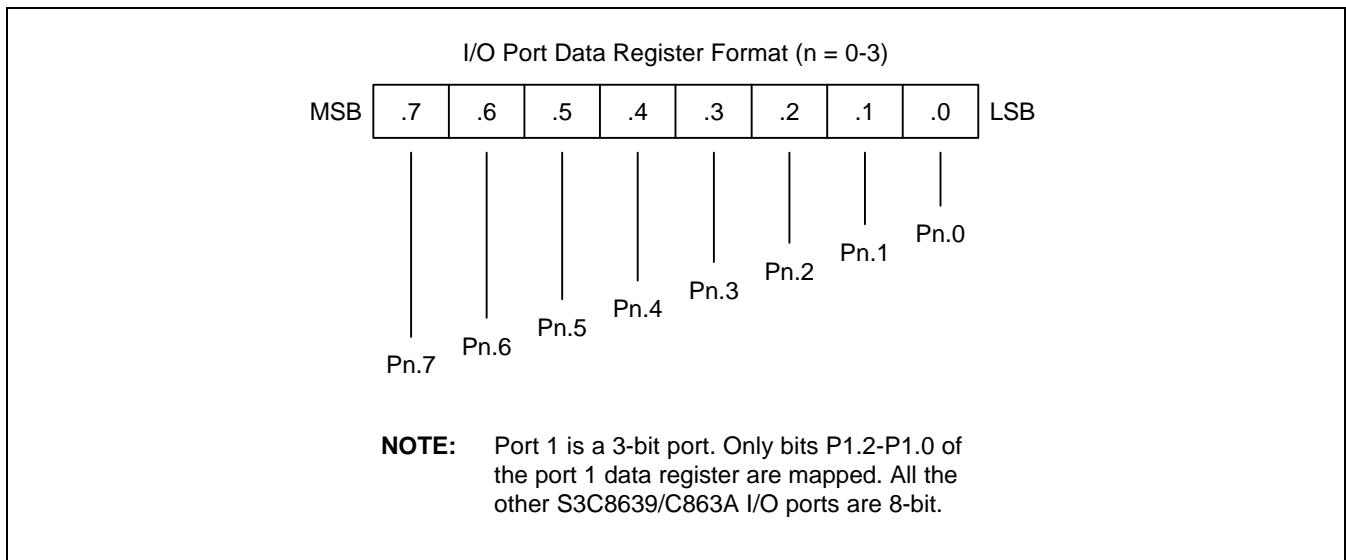 I/O Port Data Register Format (n = 0-3)
MSB .7 .6 .5 .4 .3 .2 .1 .0 LSB
Pn.0
Pn.1
Pn.2
Pn.3
Pn.4
Pn.5
Pn.6
Pn.7
NOTE: Port 1 is a 3-bit port. Only bits P1.2-P1.0 of
the port 1 data register are mapped. All the
other S3C8639/C863A I/O ports are 8-bit.